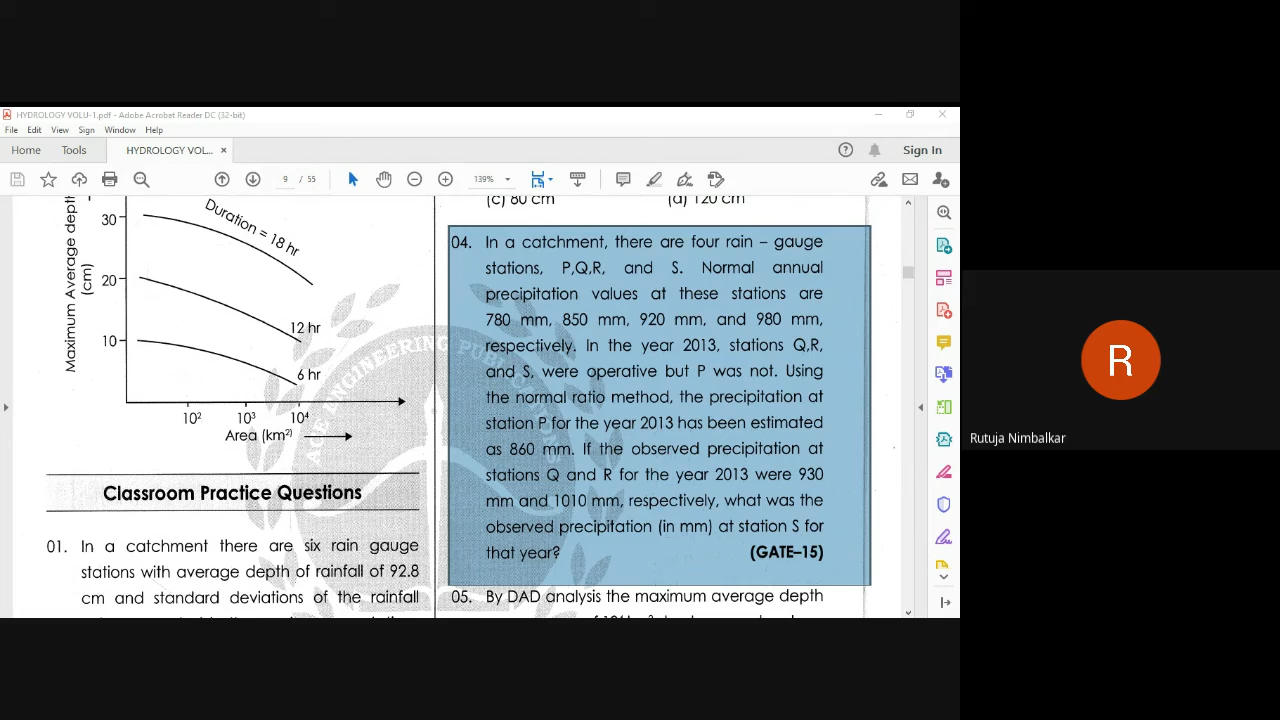 HYDROLOGY VOLU-1.pdf - Adobe Acrobat Reader DC (32-bit)
File Edit View Sign Window Help
Home Tools HYDROLOGY VOL... × Sign In
9 / 55 139%
Maximum Average depth
(cm)
30
20
10
Duration = 18 hr
12 hr
6 hr
10² 10³ 10⁴
Area (km²)
Classroom Practice Questions
01. In a catchment there are six rain gauge
stations with average depth of rainfall of 92.8
cm and standard deviations of the rainfall
(c) 80 cm (d) 120 cm
04. In a catchment, there are four rain – gauge
stations, P,Q,R, and S. Normal annual
precipitation values at these stations are
780 mm, 850 mm, 920 mm, and 980 mm,
respectively. In the year 2013, stations Q,R,
and S, were operative but P was not. Using
the normal ratio method, the precipitation at
station P for the year 2013 has been estimated
as 860 mm. If the observed precipitation at
stations Q and R for the year 2013 were 930
mm and 1010 mm, respectively, what was the
observed precipitation (in mm) at station S for
that year? (GATE–15)
05. By DAD analysis the maximum average depth
ACE ENGINEERING PUBLICATIONS
R
Rutuja Nimbalkar